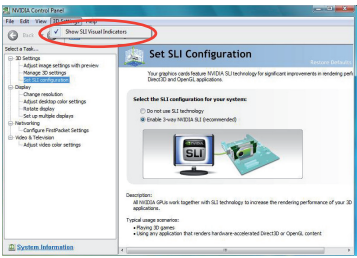 NVIDIA Control Panel
File Edit View 3D Settings Help
Back
Show SLI Visual Indicators
Select a Task...
3D Settings
Adjust image settings with preview
Manage 3D settings
Set SLI configuration
Display
Change resolution
Adjust desktop color settings
Rotate display
Set up multiple displays
Networking
Configure FirstPacket Settings
Video & Television
Adjust video color settings
System Information
Set SLI Configuration
Restore Defaults
Your graphics cards feature NVIDIA SLI technology for significant improvements in rendering perf
Direct3D and OpenGL applications.
Select the SLI configuration for your system:
Do not use SLI technology
Enable 3-way NVIDIA SLI (recommended)
SLI
Description:
All NVIDIA GPUs work together with SLI technology to increase the rendering performance of your 3D
applications.
Typical usage scenarios:
•Playing 3D games
•Using any application that renders hardware-accelerated Direct3D or OpenGL content